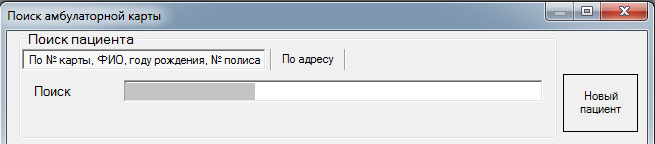 Поиск амбулаторной карты
Поиск пациента
По № карты, ФИО, году рождения, № полиса
По адресу
Поиск
Новый
пациент